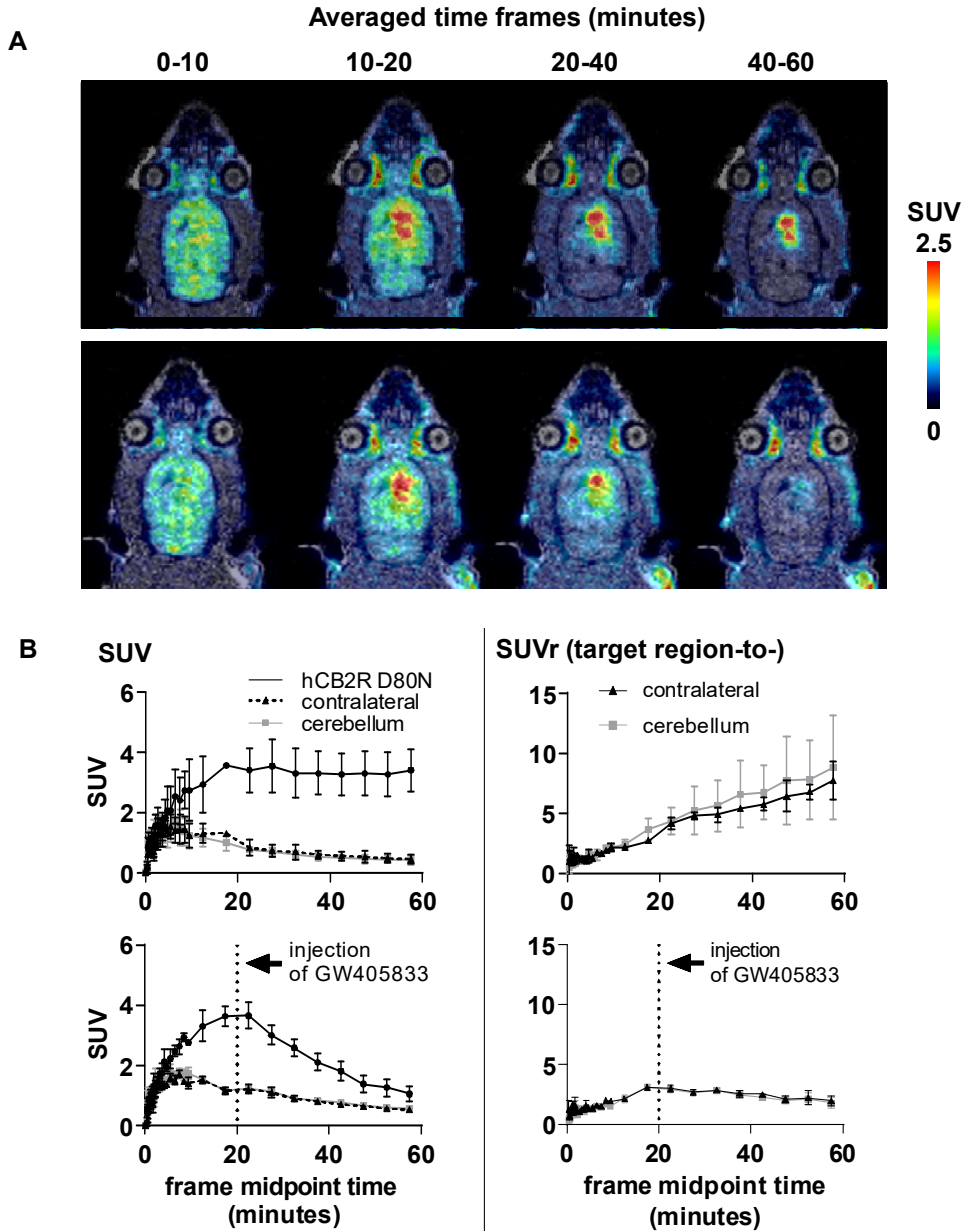 Averaged time frames (minutes)
A
0-10 10-20 20-40 40-60
SUV
2.5
0
B
SUV
SUVr (target region-to-)
hCB2R D80N
contralateral
cerebellum
6
4
2
0
SUV
0 20 40 60
contralateral
cerebellum
15
10
5
0
0 20 40 60
injection
of GW405833
6
4
2
0
SUV
0 20 40 60
frame midpoint time
(minutes)
injection
of GW405833
15
10
5
0
0 20 40 60
frame midpoint time
(minutes)